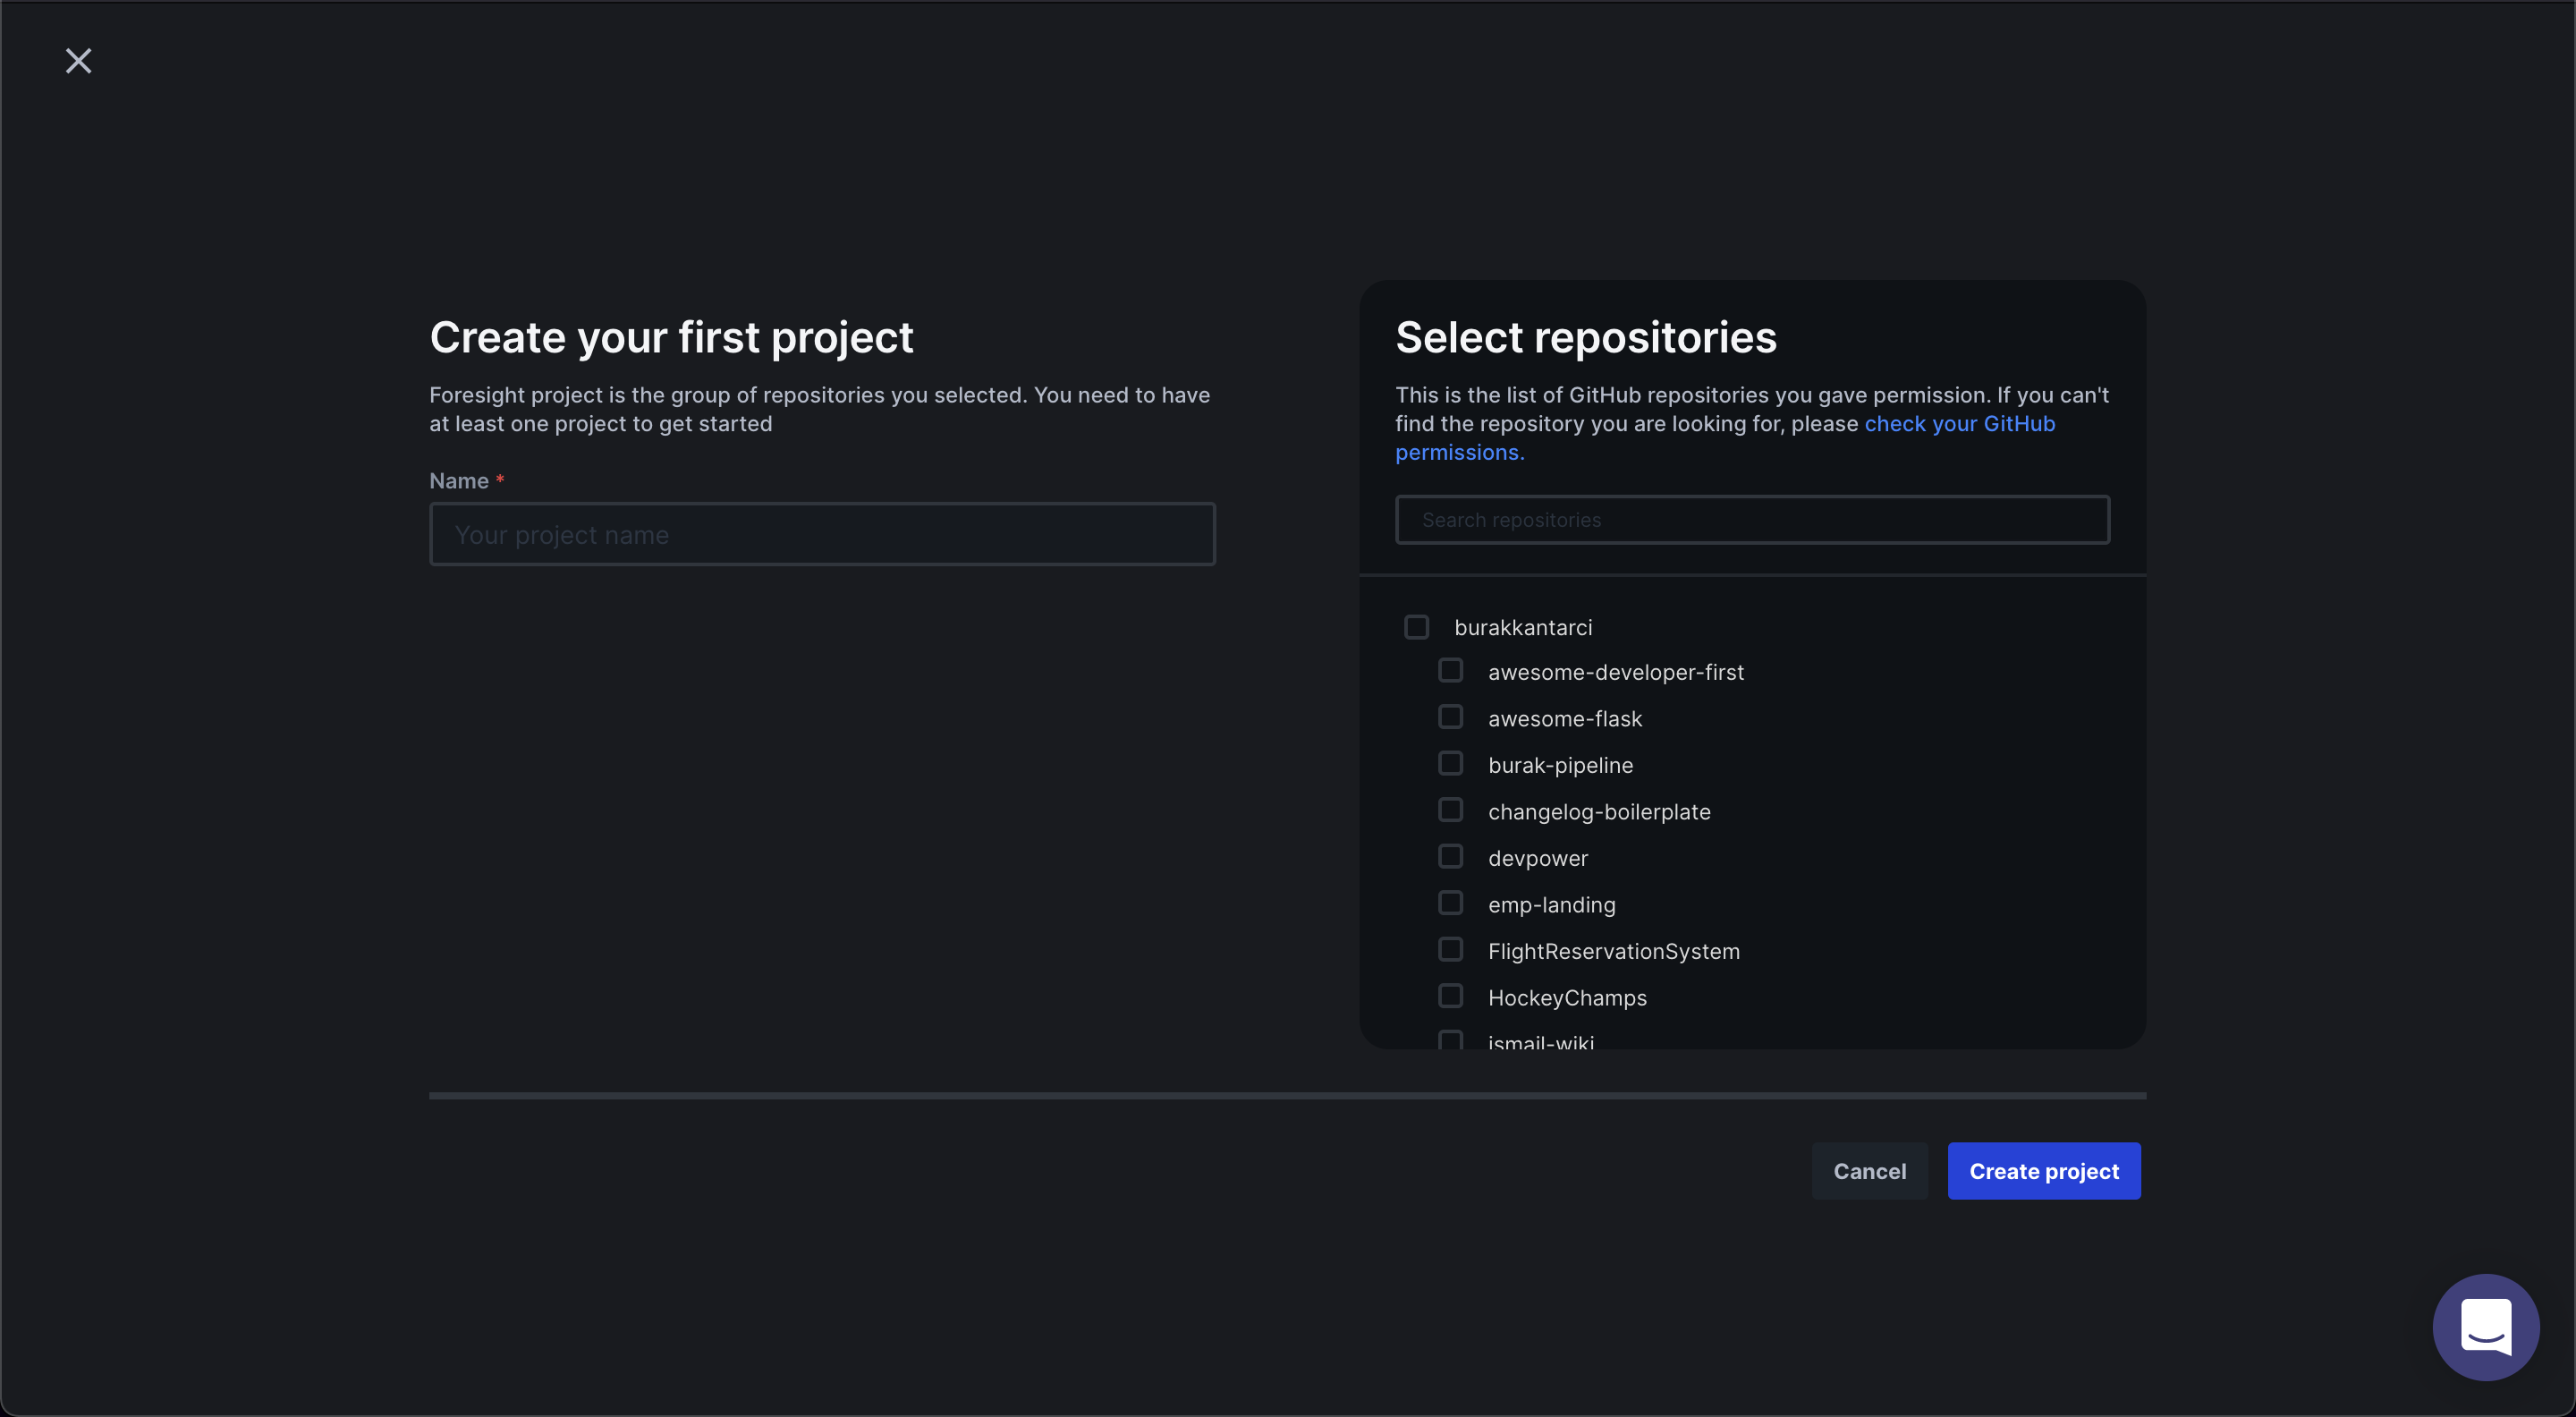 Create your first project
Foresight project is the group of repositories you selected. You need to have
at least one project to get started
Name *
Your project name
Select repositories
This is the list of GitHub repositories you gave permission. If you can't
find the repository you are looking for, please check your GitHub
permissions.
Search repositories
burakkantarci
awesome-developer-first
awesome-flask
burak-pipeline
changelog-boilerplate
devpower
emp-landing
FlightReservationSystem
HockeyChamps
ismail-wiki
Cancel
Create project